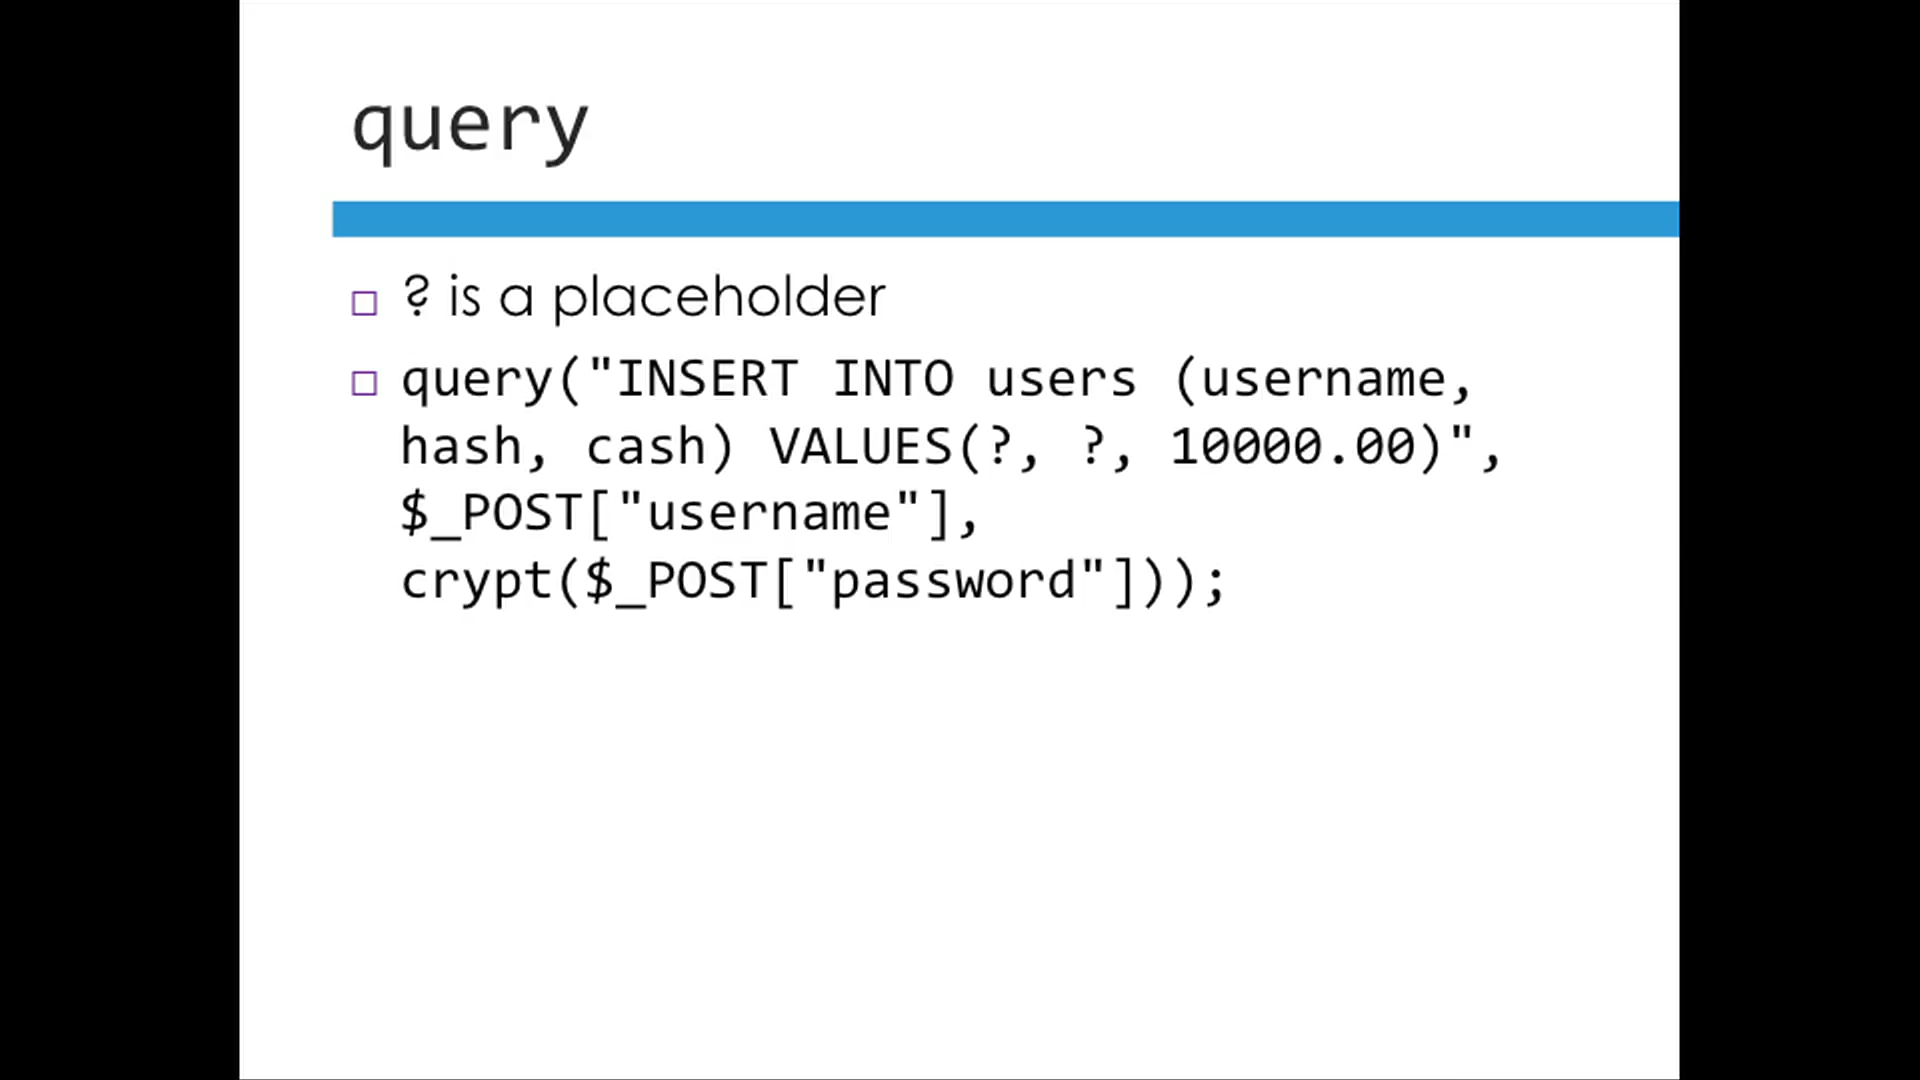 query
? is a placeholder
query("INSERT INTO users (username,
hash, cash) VALUES(?, ?, 10000.00)",
$_POST["username"],
crypt($_POST["password"]));